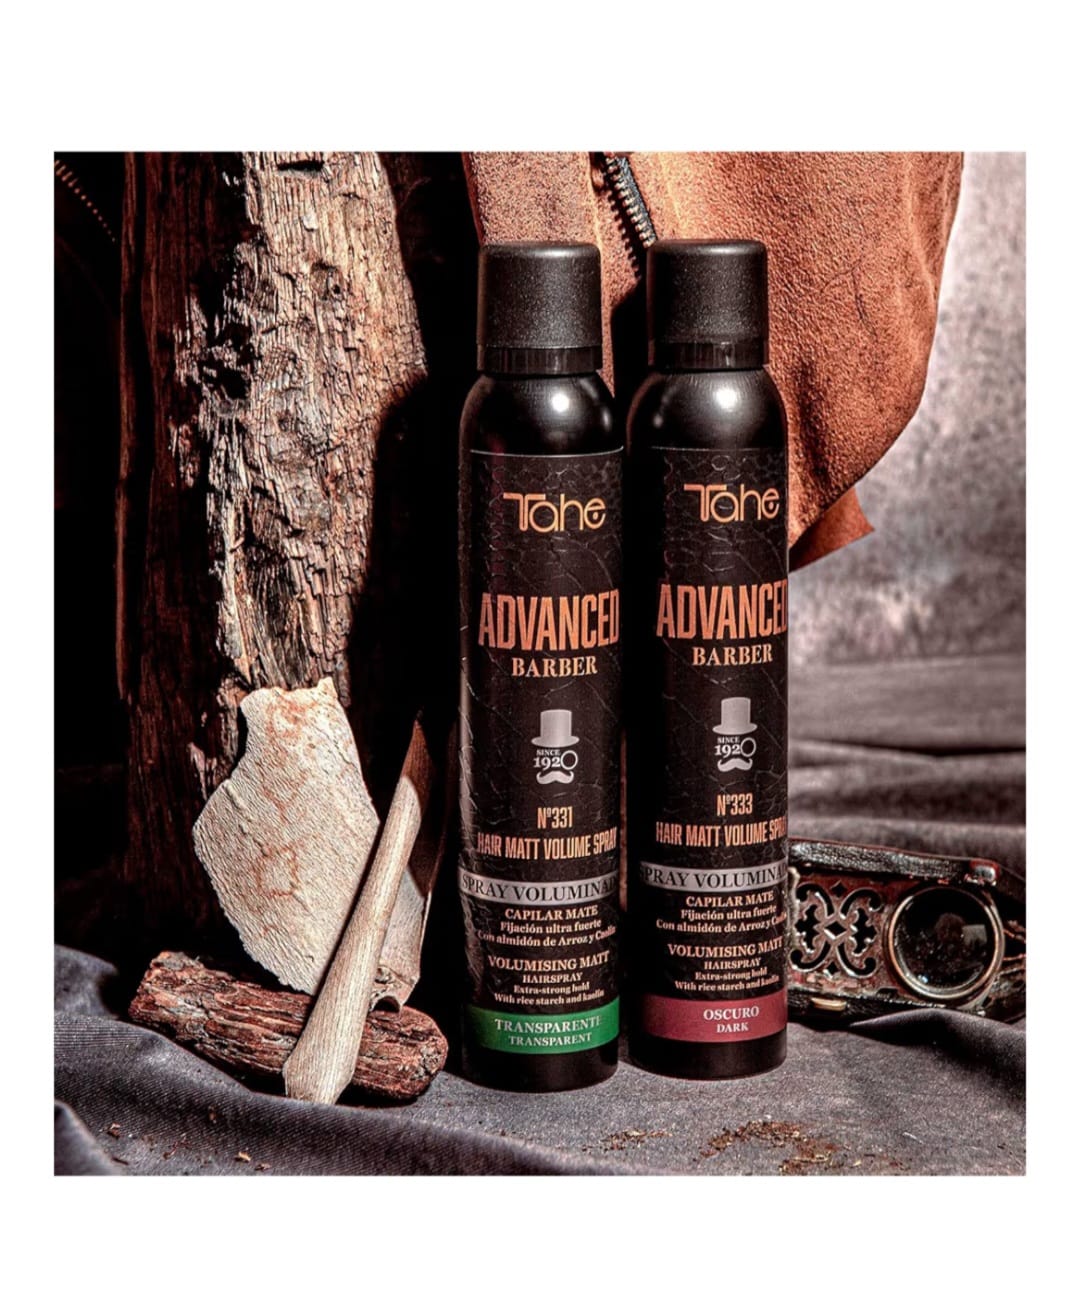 Tahe
ADVANCED
BARBER
SINCE
1920
Nº331
HAIR MATT VOLUME SPRAY
SPRAY VOLUMINAD
CAPILAR MATE
Fijación ultra fuerte
Con almidón de Arroz y Caolín
VOLUMISING MATT
HAIRSPRAY
Extra-strong hold
With rice starch and kaolin
TRANSPARENTE
TRANSPARENT
Tahe
ADVANCED
BARBER
SINCE
1920
Nº333
HAIR MATT VOLUME SPRAY
SPRAY VOLUMINAD
CAPILAR MATE
Fijación ultra fuerte
Con almidón de Arroz y Caolín
VOLUMISING MATT
HAIRSPRAY
Extra-strong hold
With rice starch and kaolin
OSCURO
DARK